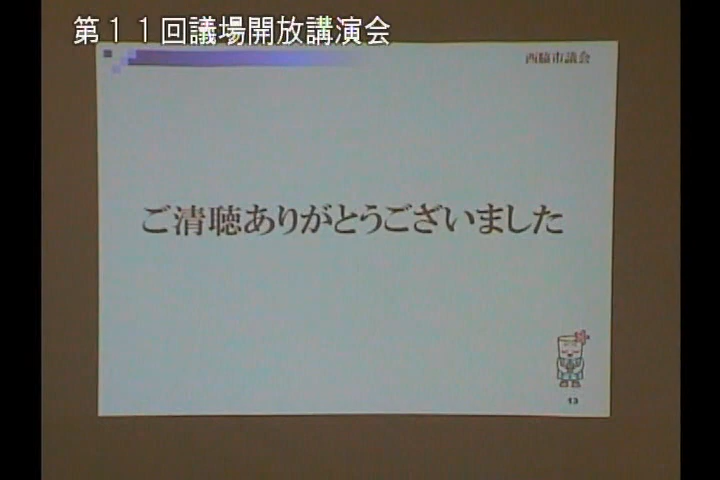 第１１回議場開放講演会
西脇市議会
ご清聴ありがとうございました
13